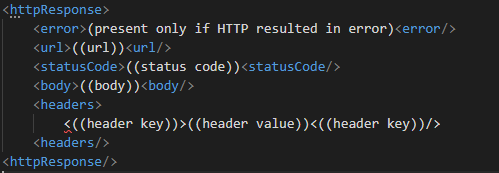 <httpResponse>
<error>(present only if HTTP resulted in error)<error/>
<url>((url))<url/>
<statusCode>((status code))<statusCode/>
<body>((body))<body/>
<headers>
<((header key))>((header value))<((header key))/>
<headers/>
<httpResponse/>